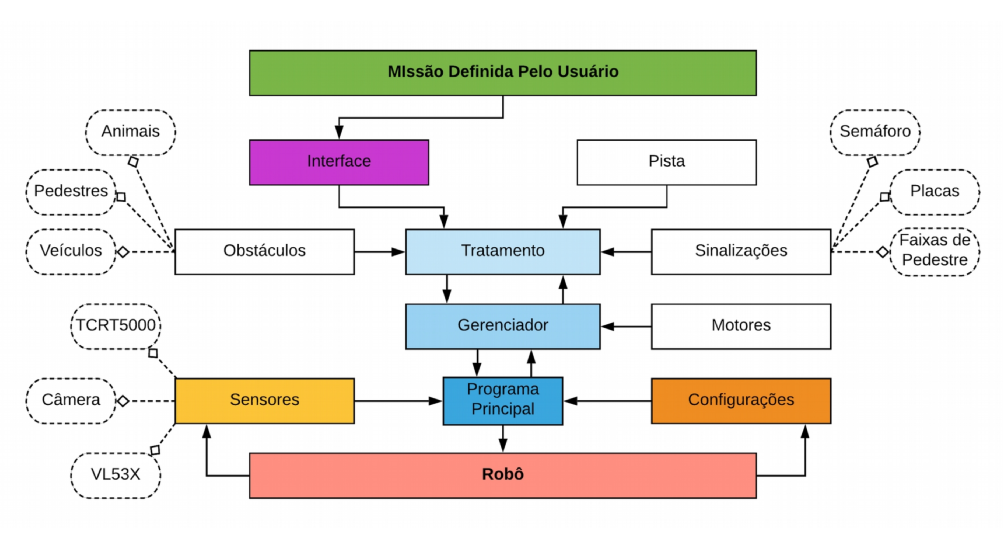 MIssão Definida Pelo Usuário
Animais
Semáforo
Interface
Pista
Pedestres
Placas
Veículos
Obstáculos
Tratamento
Sinalizações
Faixas de
Pedestre
TCRT5000
Gerenciador
Motores
Câmera
Sensores
Programa
Principal
Configurações
VL53X
Robô